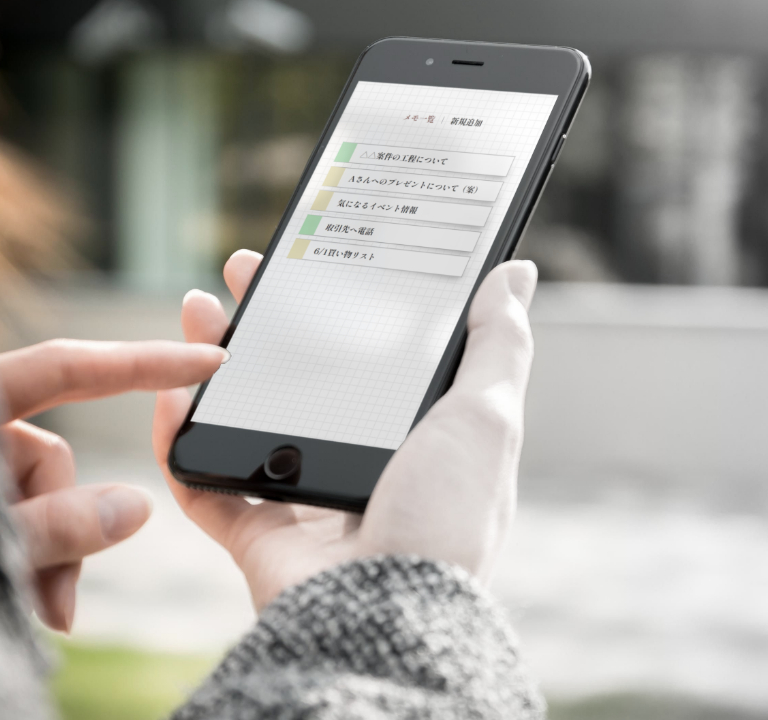 メモ一覧 | 新規追加
△△案件の工程について
Aさんへのプレゼントについて（案）
気になるイベント情報
取引先へ電話
6/1買い物リスト